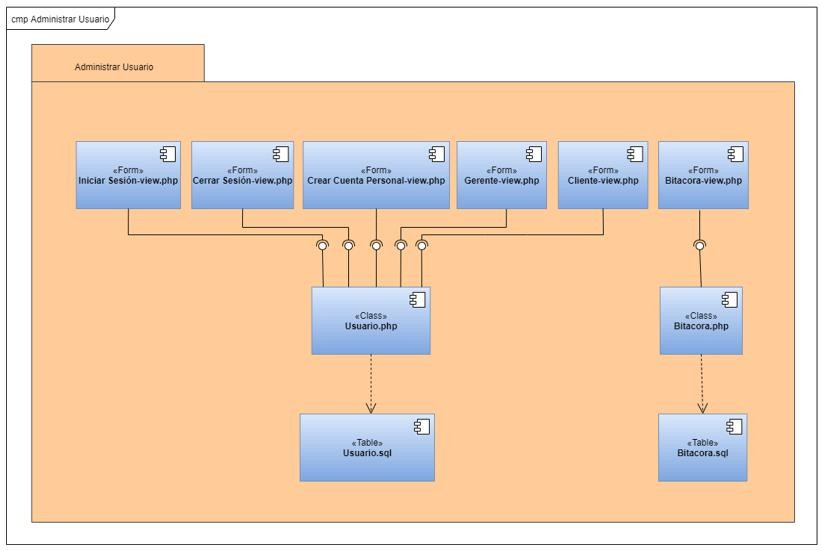 cmp Administrar Usuario
Administrar Usuario
«Form»
Iniciar Sesión-view.php
«Form»
Cerrar Sesión-view.php
«Form»
Crear Cuenta Personal-view.php
«Form»
Gerente-view.php
«Form»
Cliente-view.php
«Form»
Bitacora-view.php
«Class»
Usuario.php
«Class»
Bitacora.php
«Table»
Usuario.sql
«Table»
Bitacora.sql